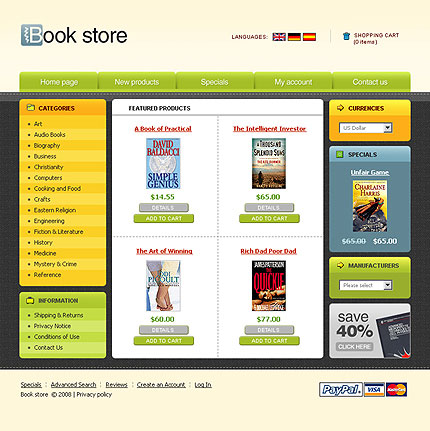 Book store
LANGUAGES:
SHOPPING CART
(0 items)
Home page
New products
Specials
My account
Contact us
CATEGORIES
Art
Audio Books
Biography
Business
Christianity
Computers
Cooking and Food
Crafts
Eastern Religion
Engineering
Fiction & Literature
History
Medicine
Mystery & Crime
Reference
INFORMATION
Shipping & Returns
Privacy Notice
Conditions of Use
Contact Us
FEATURED PRODUCTS
A Book of Practical
DAVID
BALDACCI
SIMPLE
GENIUS
$14.55
DETAILS
ADD TO CART
The Intelligent Investor
A THOUSAND
SPLENDID SUNS
$65.00
DETAILS
ADD TO CART
The Art of Winning
JODI
PICOULT
$60.00
DETAILS
ADD TO CART
Rich Dad Poor Dad
JAMES PATTERSON
THE
QUICKIE
$77.00
DETAILS
ADD TO CART
CURRENCIES
US Dollar
SPECIALS
Unfair Game
CHARLAINE
HARRIS
$65.00 $65.00
MANUFACTURERS
Please select
save
40%
CLICK HERE
Specials
Advanced Search
Reviews
Create an Account
Log In
Book store © 2008 | Privacy policy
PayPal
VISA
MasterCard